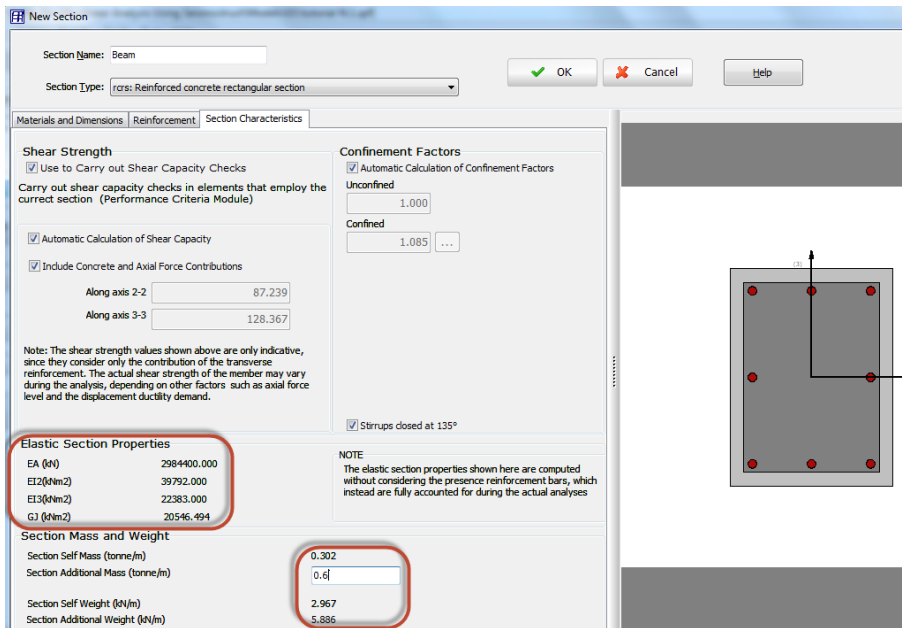 New Section
Section Name: Beam
Section Type: rcrs: Reinforced concrete rectangular section
OK
Cancel
Help
Materials and Dimensions
Reinforcement
Section Characteristics
Shear Strength
Use to Carry out Shear Capacity Checks
Carry out shear capacity checks in elements that employ the
currect section (Performance Criteria Module)
Automatic Calculation of Shear Capacity
Include Concrete and Axial Force Contributions
Along axis 2-2 87.239
Along axis 3-3 128.367
Note: The shear strength values shown above are only indicative,
since they consider only the contribution of the transverse
reinforcement. The actual shear strength of the member may vary
during the analysis, depending on other factors such as axial force
level and the displacement ductility demand.
Confinement Factors
Automatic Calculation of Confinement Factors
Unconfined
1.000
Confined
1.085 ...
Stirrups closed at 135º
Elastic Section Properties
EA (kN) 2984400.000
EI2(kNm2) 39792.000
EI3(kNm2) 22383.000
GJ (kNm2) 20546.494
NOTE
The elastic section properties shown here are computed
without considering the presence reinforcement bars, which
instead are fully accounted for during the actual analyses
Section Mass and Weight
Section Self Mass (tonne/m) 0.302
Section Additional Mass (tonne/m) 0.6
Section Self Weight (kN/m) 2.967
Section Additional Weight (kN/m) 5.886
(3)